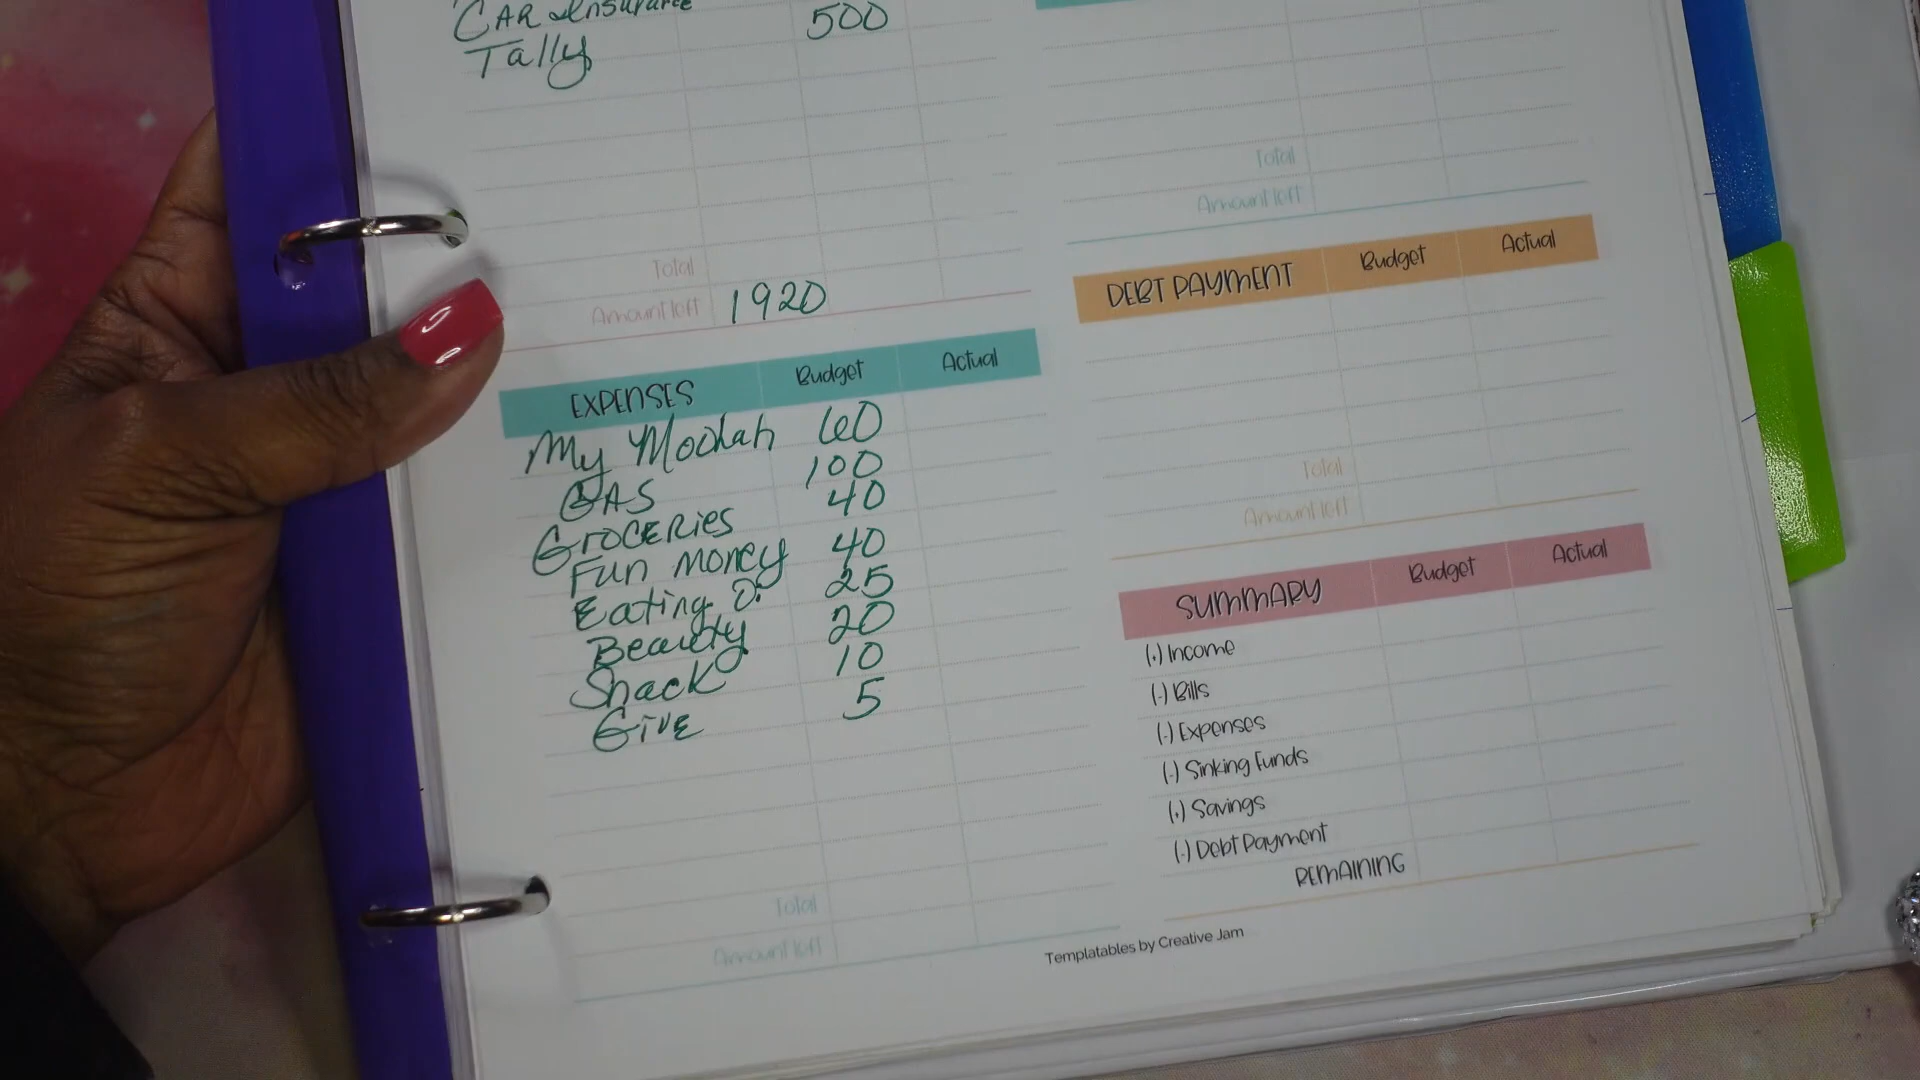 CAR Insurance
Tally 500
Total
Amount left 1920
EXPENSES Budget Actual
My Moolah 60
GAS 100
GROCERIES 40
Fun money 40
Eating O. 25
Beauty 20
Snack 10
Give 5
Total
Amount left
Total
Amount left
DEBT PAYMENT Budget Actual
Total
Amount left
SUMMARY Budget Actual
(+) Income
(-) Bills
(-) Expenses
(-) Sinking Funds
(-) Savings
(-) Debt Payment
REMAINING
Templatables by Creative Jam